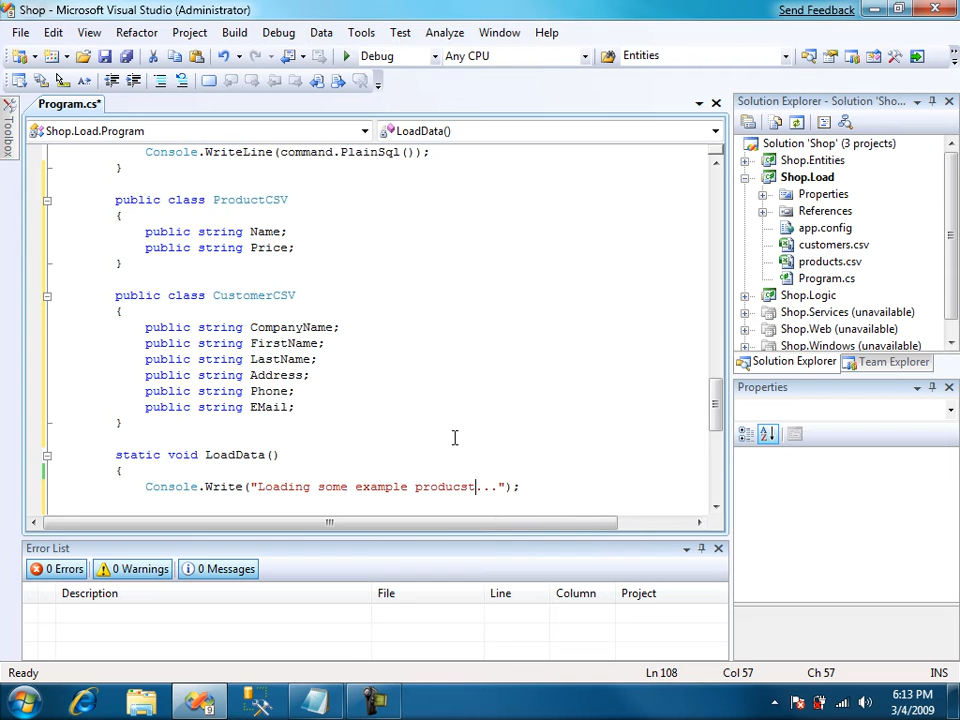 Shop - Microsoft Visual Studio (Administrator)
Send Feedback
File Edit View Refactor Project Build Debug Data Tools Test Analyze Window Help
Debug Any CPU Entities
Program.cs*
Shop.Load.Program LoadData()
Console.WriteLine(command.PlainSql());
}
public class ProductCSV
{
public string Name;
public string Price;
}
public class CustomerCSV
{
public string CompanyName;
public string FirstName;
public string LastName;
public string Address;
public string Phone;
public string EMail;
}
static void LoadData()
{
Console.Write("Loading some example producst...");
Toolbox
Solution Explorer - Solution 'Sho...
Solution 'Shop' (3 projects)
Shop.Entities
Shop.Load
Properties
References
app.config
customers.csv
products.csv
Program.cs
Shop.Logic
Shop.Services (unavailable)
Shop.Web (unavailable)
Shop.Windows (unavailable)
Solution Explorer Team Explorer
Properties
Error List
0 Errors 0 Warnings 0 Messages
Description File Line Column Project
Ready Ln 108 Col 57 Ch 57 INS
6:13 PM
3/4/2009